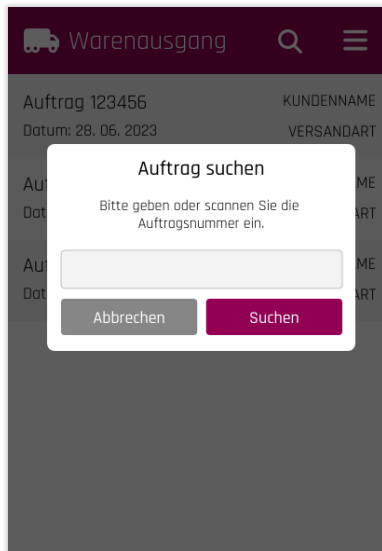 Warenausgang
Auftrag 123456
KUNDENNAME
Datum: 28. 06. 2023
VERSANDART
Auftrag suchen
Bitte geben oder scannen Sie die
Auftragsnummer ein.
Abbrechen
Suchen